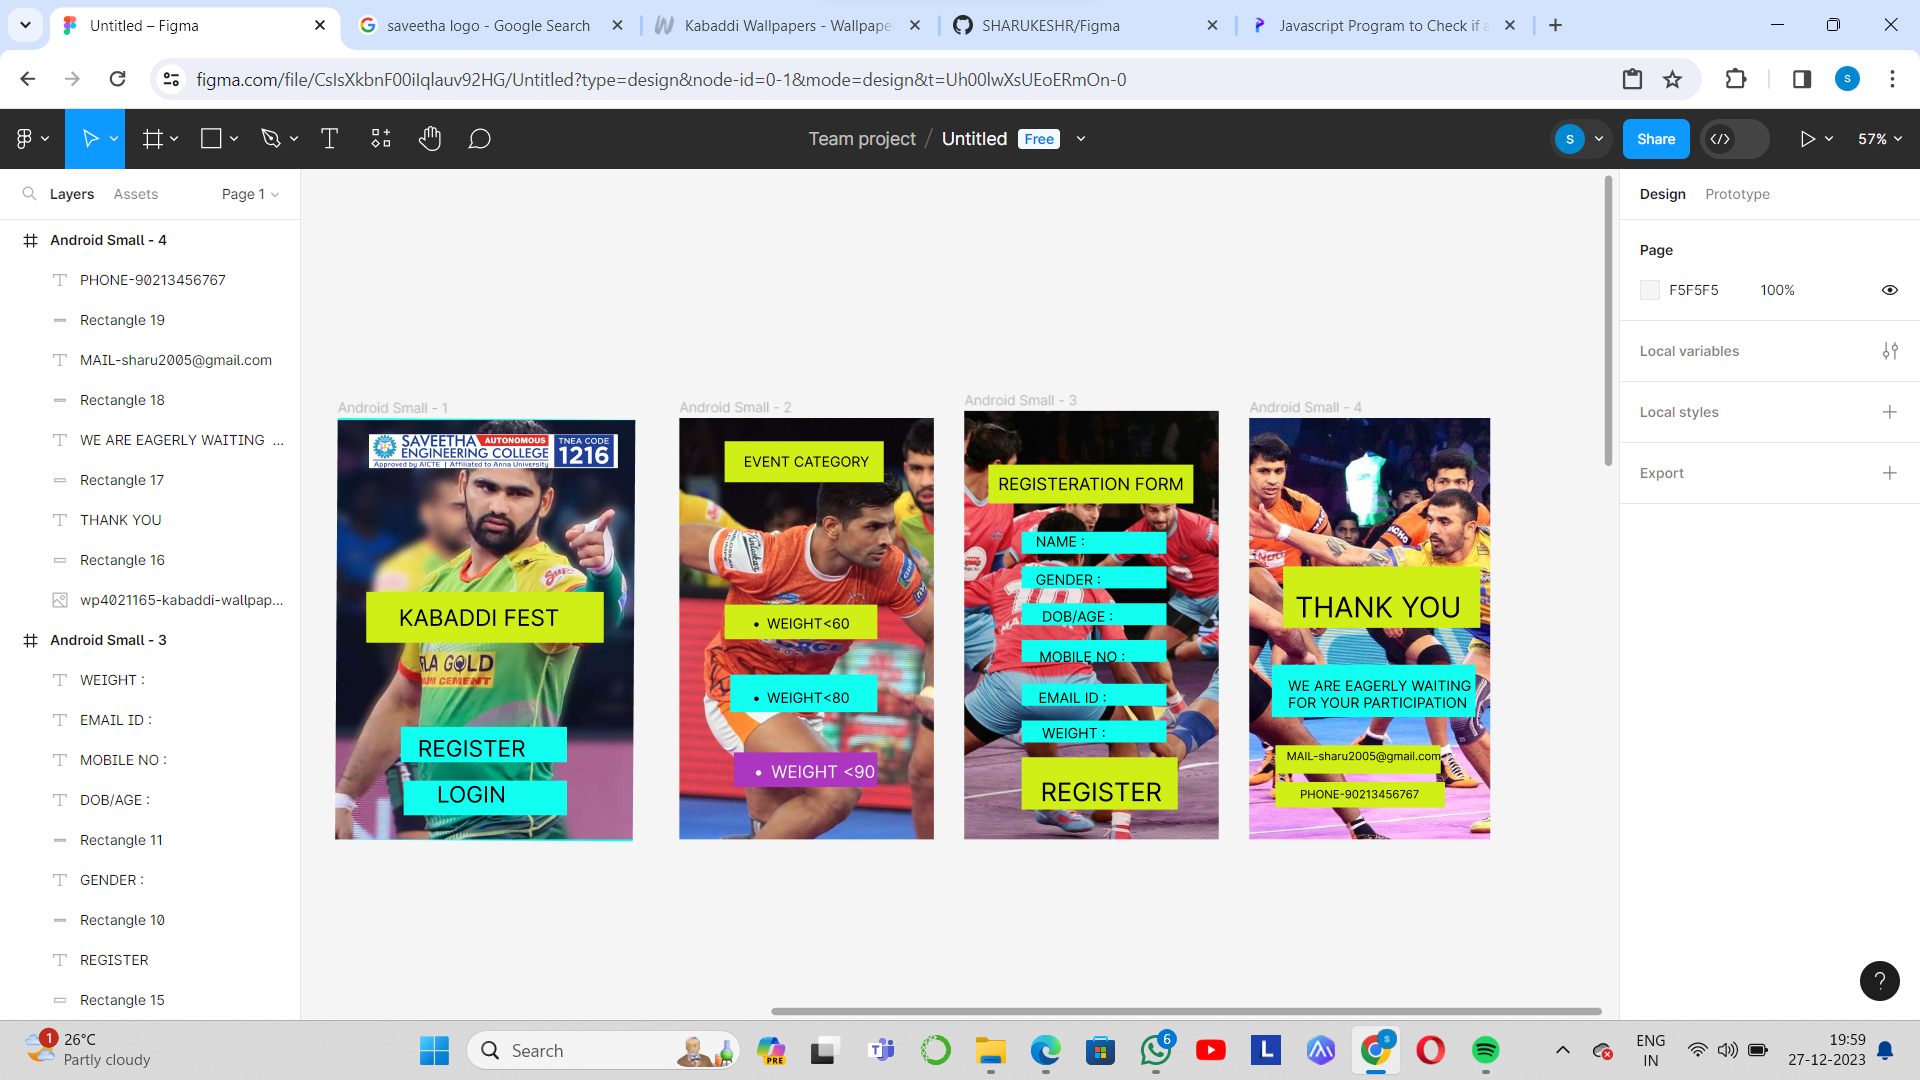 Untitled – Figma
saveetha logo - Google Search
Kabaddi Wallpapers - Wallpape
SHARUKESHR/Figma
Javascript Program to Check if a
figma.com/file/CsIsXkbnF00iIqlauv92HG/Untitled?type=design&node-id=0-1&mode=design&t=Uh00lwXsUEoERmOn-0
S
Team project / Untitled Free
S
Share
57%
Layers
Assets
Page 1
Android Small - 4
PHONE-90213456767
Rectangle 19
MAIL-sharu2005@gmail.com
Rectangle 18
WE ARE EAGERLY WAITING ...
Rectangle 17
THANK YOU
Rectangle 16
wp4021165-kabaddi-wallpap...
Android Small - 3
WEIGHT :
EMAIL ID :
MOBILE NO :
DOB/AGE :
Rectangle 11
GENDER :
Rectangle 10
REGISTER
Rectangle 15
Android Small - 1
SAVEETHA AUTONOMOUS
ENGINEERING COLLEGE
Approved by AICTE | Affiliated to Anna University
TNEA CODE
1216
KABADDI FEST
RLA GOLD
UM CEMENT
REGISTER
LOGIN
Android Small - 2
EVENT CATEGORY
• WEIGHT<60
• WEIGHT<80
• WEIGHT <90
Android Small - 3
REGISTERATION FORM
NAME :
GENDER :
DOB/AGE :
MOBILE NO :
EMAIL ID :
WEIGHT :
REGISTER
Android Small - 4
THANK YOU
WE ARE EAGERLY WAITING
FOR YOUR PARTICIPATION
MAIL-sharu2005@gmail.com
PHONE-90213456767
Design
Prototype
Page
F5F5F5
100%
Local variables
Local styles
Export
?
1
26°C
Partly cloudy
Search
PRE
6
L
ENG
IN
19:59
27-12-2023